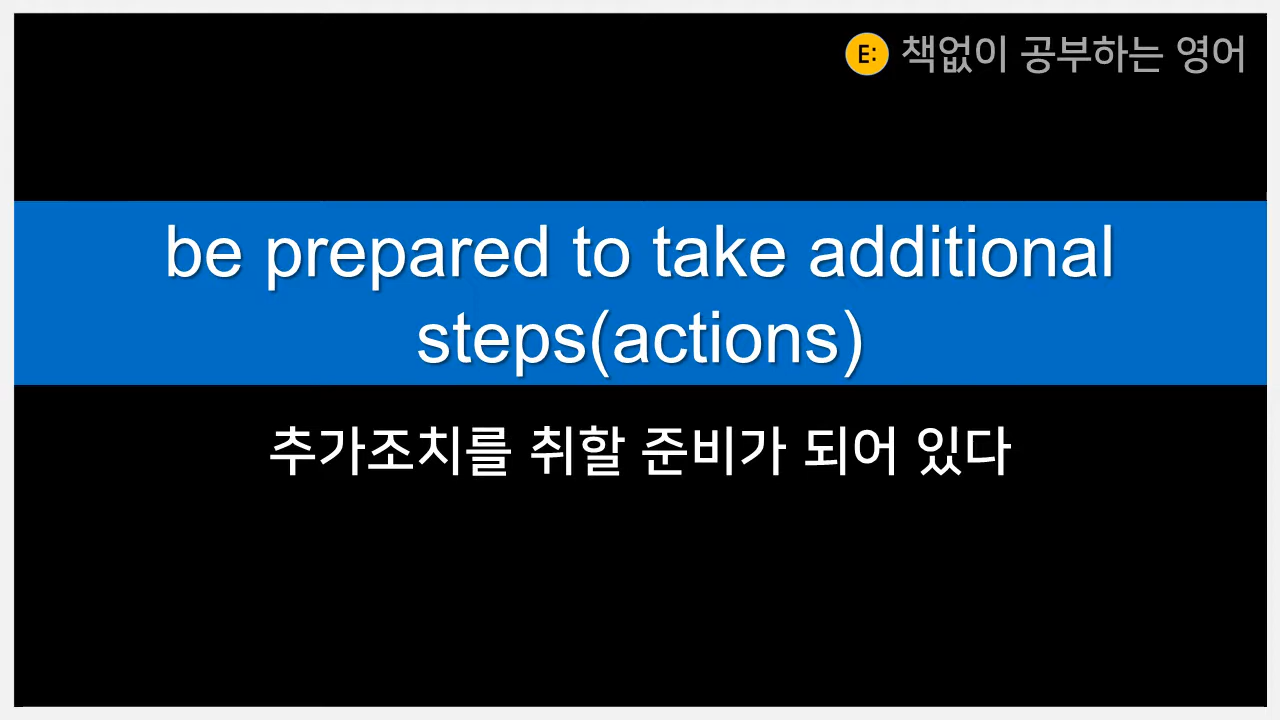 E: 책없이 공부하는 영어
be prepared to take additional
steps(actions)
추가조치를 취할 준비가 되어 있다